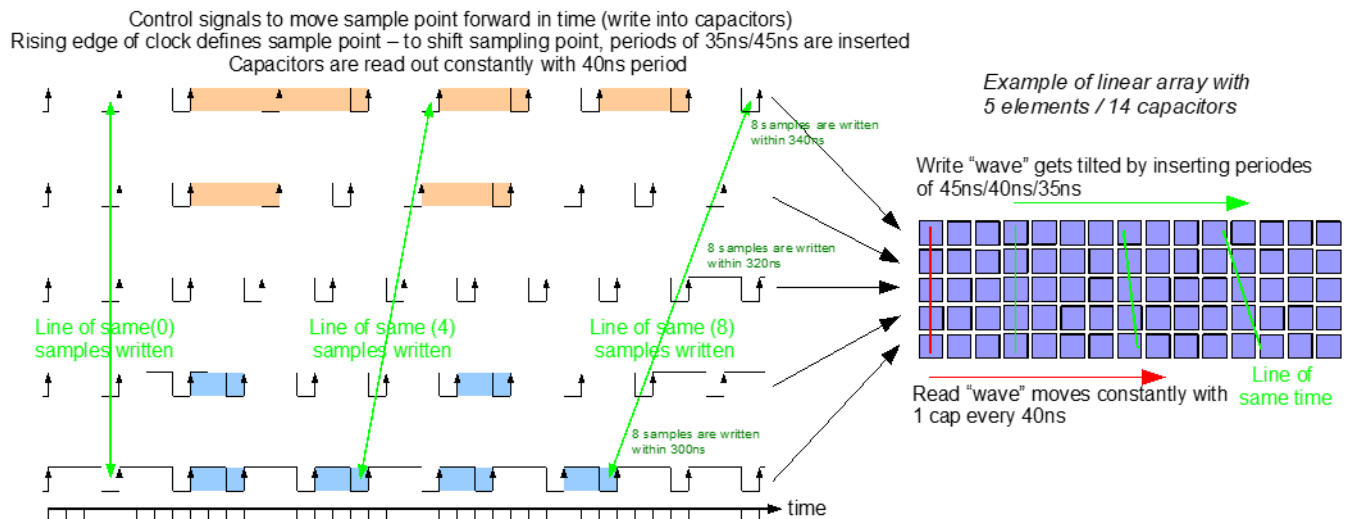 Control signals to move sample point forward in time (write into capacitors)
Rising edge of clock defines sample point – to shift sampling point, periods of 35ns/45ns are inserted
Capacitors are read out constantly with 40ns period
Example of linear array with
5 elements / 14 capacitors
8 samples are written
within 340ns
Write “wave” gets tilted by inserting periodes
of 45ns/40ns/35ns
8 samples are written
within 320ns
Line of same(0)
samples written
Line of same (4)
samples written
Line of same (8)
samples written
Read “wave” moves constantly with
1 cap every 40ns
Line of
same time
8 samples are written
within 300ns
time